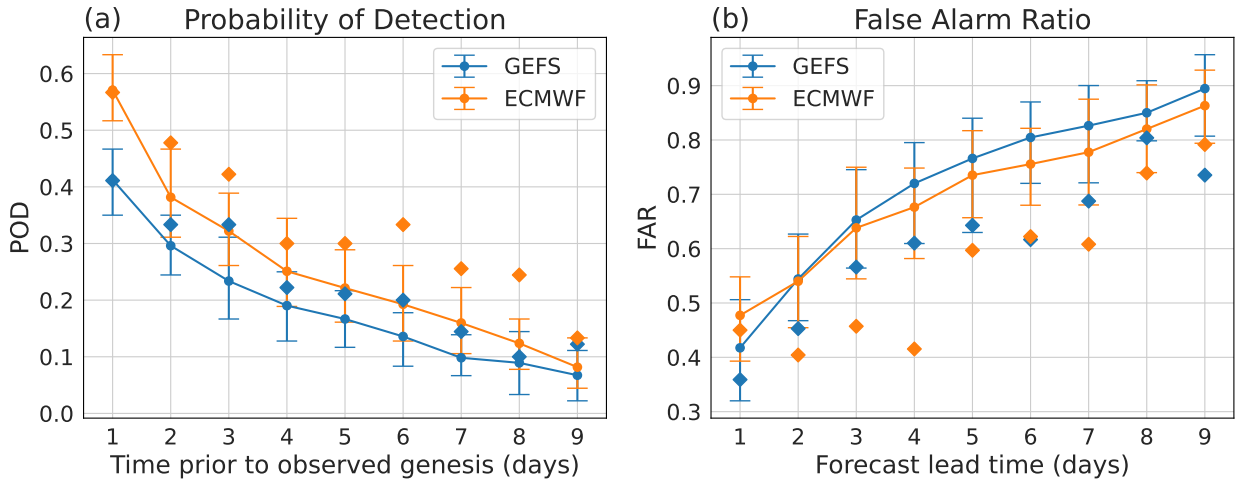 (a) Probability of Detection
GEFS
ECMWF
POD
0.6
0.5
0.4
0.3
0.2
0.1
0.0
1 2 3 4 5 6 7 8 9
Time prior to observed genesis (days)
(b) False Alarm Ratio
GEFS
ECMWF
FAR
0.9
0.8
0.7
0.6
0.5
0.4
0.3
1 2 3 4 5 6 7 8 9
Forecast lead time (days)